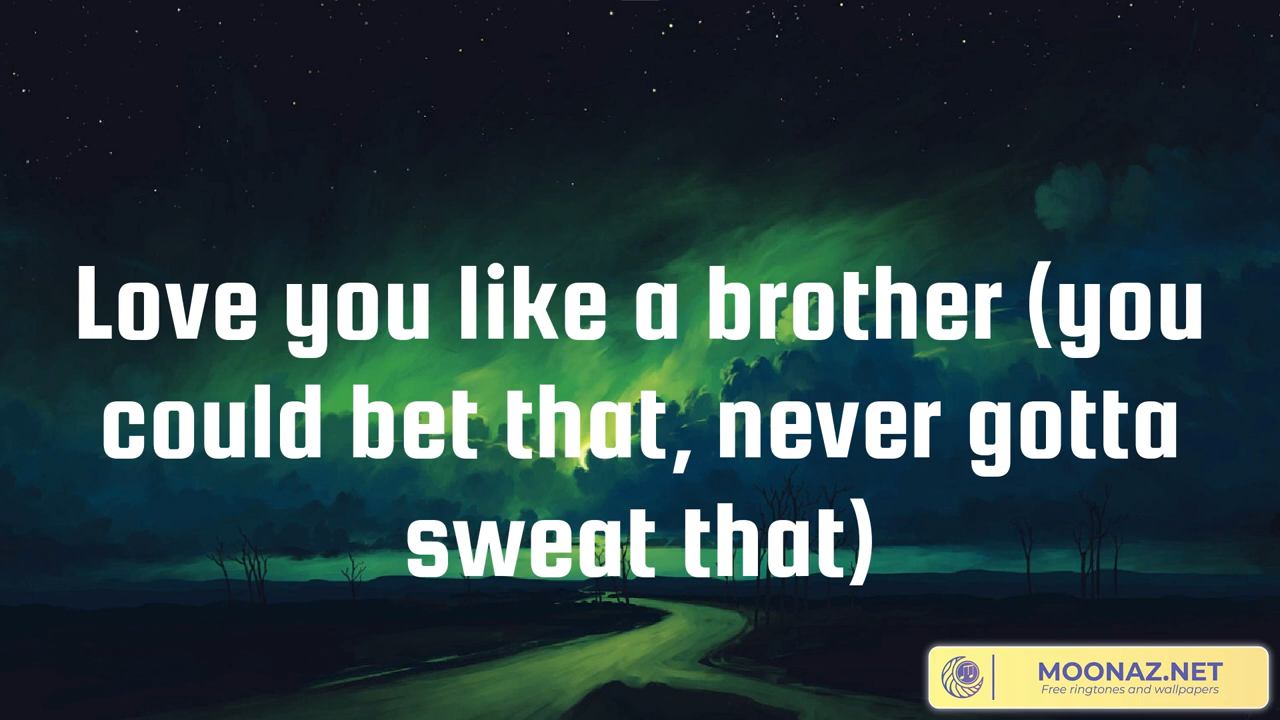 Love you like a brother (you
could bet that, never gotta
sweat that)
MOONAZ.NET
Free ringtones and wallpapers